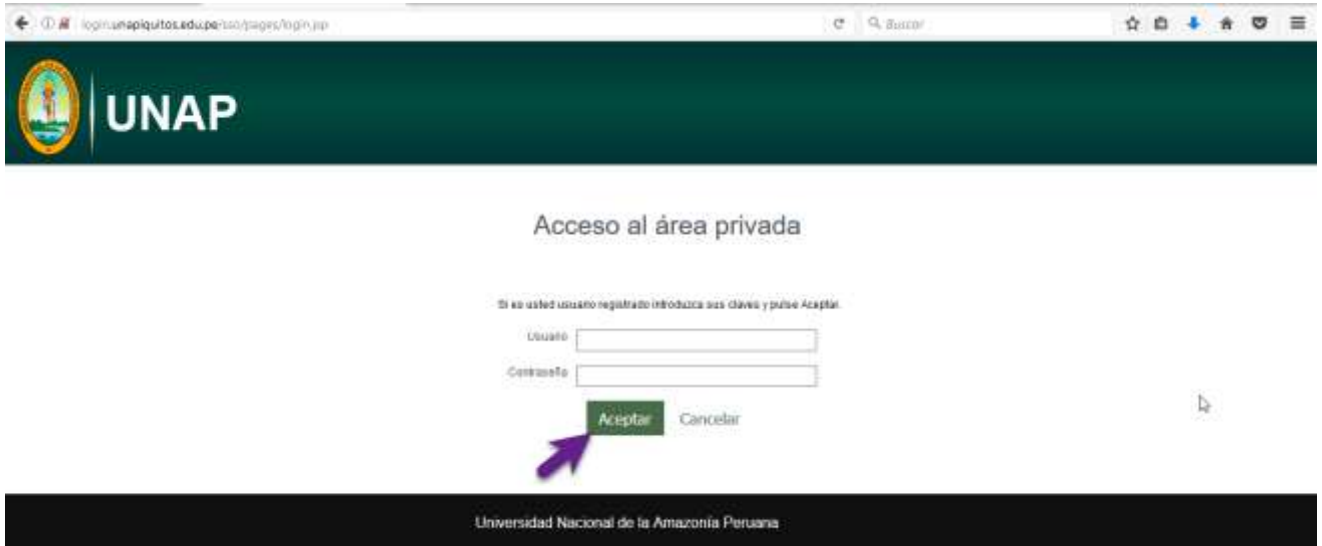 login.unapiquitos.edu.pe/sso/pages/login.jsp
Buscar
UNAP
Acceso al área privada
Si es usted usuario registrado introduzca sus claves y pulse Aceptar.
Usuario
Contraseña
Aceptar Cancelar
Universidad Nacional de la Amazonía Peruana